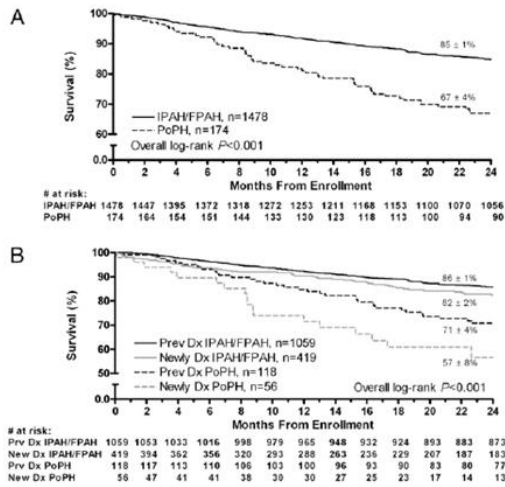 A
Survival (%)
100
90
80
70
60
0.0
85 ± 1%
67 ± 4%
IPAH/FPAH, n=1478
PoPH, n=174
Overall log-rank P<0.001
0 2 4 6 8 10 12 14 16 18 20 22 24
Months From Enrollment
# at risk:
IPAH/FPAH 1478 1447 1395 1372 1318 1272 1253 1211 1168 1153 1100 1070 1056
PoPH 174 164 154 151 144 133 130 123 118 113 100 94 90
B
Survival (%)
100
90
80
70
60
50
0.0
86 ± 1%
82 ± 2%
71 ± 4%
57 ± 8%
Prev Dx IPAH/FPAH, n=1059
Newly Dx IPAH/FPAH, n=419
Prev Dx PoPH, n=118
Newly Dx PoPH, n=56
Overall log-rank P<0.001
0 2 4 6 8 10 12 14 16 18 20 22 24
Months From Enrollment
# at risk:
Prv Dx IPAH/FPAH 1059 1053 1033 1016 998 979 965 948 932 924 893 883 873
New Dx IPAH/FPAH 419 394 362 356 320 293 288 263 236 229 207 187 183
Prv Dx PoPH 118 117 113 110 106 103 100 96 93 90 83 80 77
New Dx PoPH 56 47 41 41 38 30 30 27 25 23 17 14 13